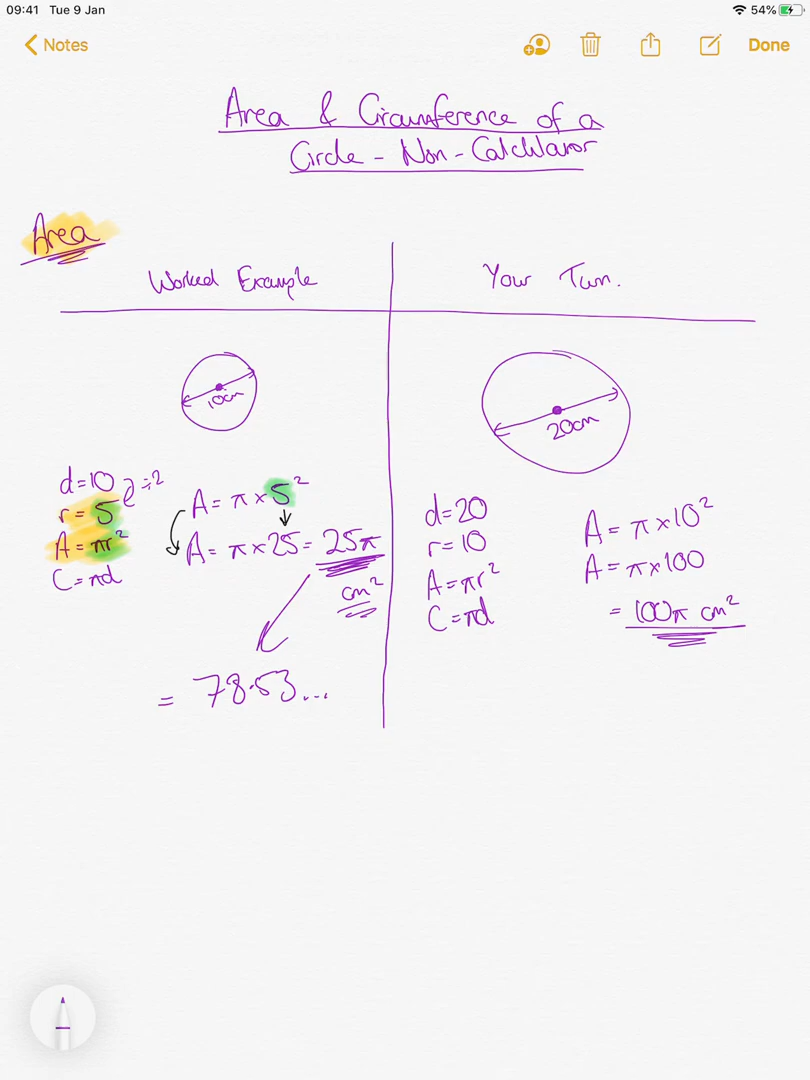 09:41 Tue 9 Jan
54%
Notes
Done
Area & Circumference of a
Circle - Non - Calculator
Area
Worked Example
Your Turn.
10cm
20cm
d=10
÷2
r=5
A=πr²
C=πd
A=π×5²
A=π×25=25π
cm²
= 78.53...
d=20
r=10
A=πr²
C=πd
A=π×10²
A=π×100
= 100π cm²